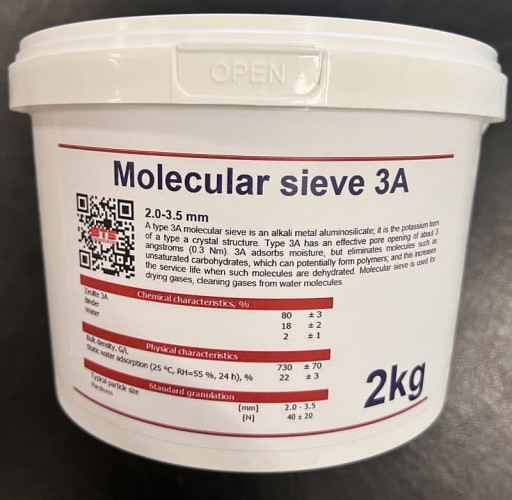 OPEN
Molecular sieve 3A
BTS
2.0-3.5 mm
A type 3A molecular sieve is an alkali metal aluminosilicate; it is the potassium form
of a type a crystal structure. Type 3A has an effective pore opening of about 3
angstroms (0.3 Nm). 3A adsorbs moisture, but eliminates molecules such as
unsaturated carbohydrates, which can potentially form polymers; and this increases
the service life when such molecules are dehydrated. Molecular sieve is used for
drying gases, cleaning gases from water molecules.
Chemical characteristics, %
Zeolite 3A 80 ± 3
Binder 18 ± 2
Water 2 ± 1
Physical characteristics
Bulk density, G/L 730 ± 70
Static water adsorption (25 °C, RH=55 %, 24 h), % 22 ± 3
Standard granulation
Typical particle size [mm] 2.0 - 3.5
Hardness [N] 40 ± 20
2kg